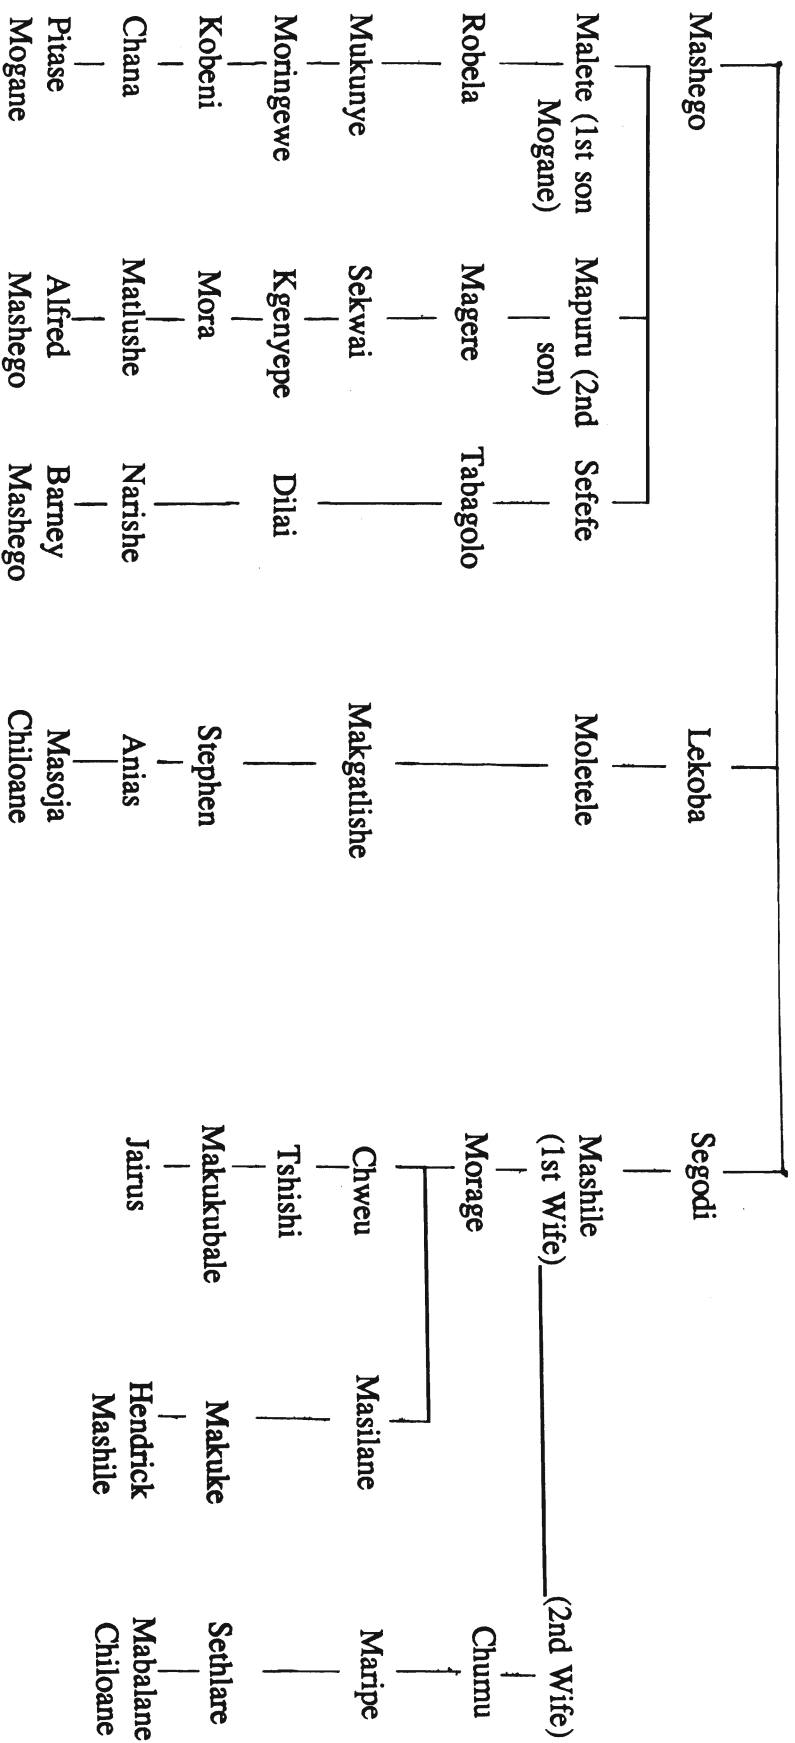 Mashego
Lekoba
Segodi
Malete (1st son
Mogane)
Mapuru (2nd
son)
Sefefe
Moletele
Mashile
(1st Wife)
(2nd Wife)
Robela
Magere
Tabagolo
Morage
Chumu
Mukunye
Sekwai
Makgatlishe
Chweu
Masilane
Maripe
Moringewe
Kgenyepe
Dilai
Tshishi
Kobeni
Mora
Stephen
Makukubale
Makuke
Sethlare
Chana
Matlushe
Narishe
Anias
Jairus
Hendrick
Mashile
Mabalane
Chiloane
Pitase
Mogane
Alfred
Mashego
Barney
Mashego
Masoja
Chiloane